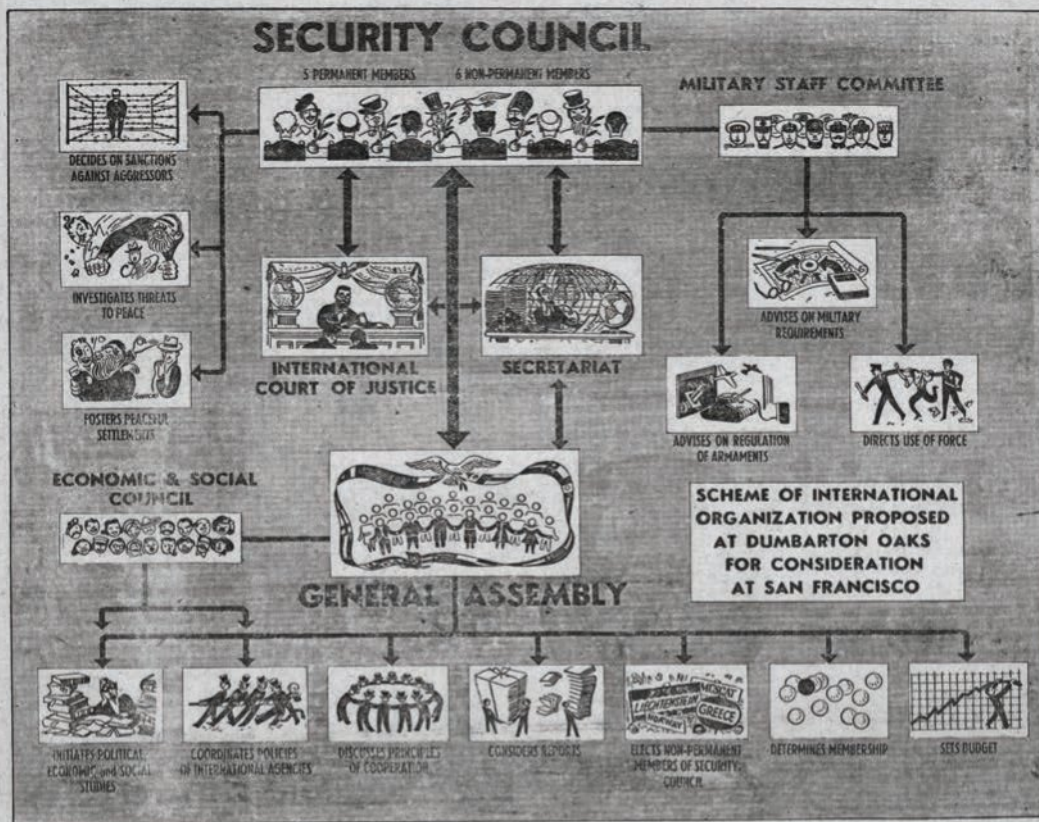 SECURITY COUNCIL
5 PERMANENT MEMBERS
6 NON-PERMANENT MEMBERS
MILITARY STAFF COMMITTEE
DECIDES ON SANCTIONS
AGAINST AGGRESSORS
INVESTIGATES THREATS
TO PEACE
FOSTERS PEACEFUL
SETTLEMENTS
INTERNATIONAL
COURT OF JUSTICE
SECRETARIAT
ADVISES ON MILITARY
REQUIREMENTS
ADVISES ON REGULATION
OF ARMAMENTS
DIRECTS USE OF FORCE
ECONOMIC & SOCIAL
COUNCIL
GENERAL ASSEMBLY
SCHEME OF INTERNATIONAL
ORGANIZATION PROPOSED
AT DUMBARTON OAKS
FOR CONSIDERATION
AT SAN FRANCISCO
INITIATES POLITICAL,
ECONOMIC and SOCIAL
STUDIES
COORDINATES POLICIES
OF INTERNATIONAL AGENCIES
DISCUSSES PRINCIPLES
OF COOPERATION
CONSIDERS REPORTS
LIECHTENSTEIN
NORWAY
MUSCAT
GREECE
ELECTS NON-PERMANENT
MEMBERS OF SECURITY
COUNCIL
DETERMINES MEMBERSHIP
SETS BUDGET